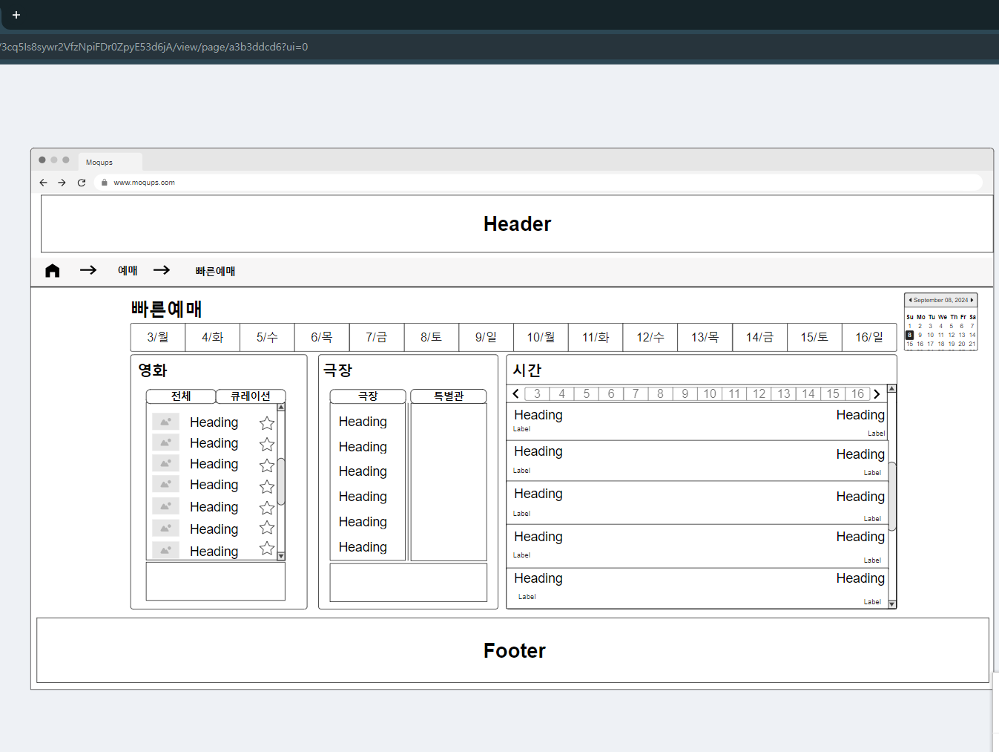 /3cq5Is8sywr2VfzNpiFDr0ZpyE53d6jA/view/page/a3b3ddcd6?ui=0
Moqups
www.moqups.com
Header
예매
빠른예매
빠른예매
3/월 4/화 5/수 6/목 7/금 8/토 9/일 10/월 11/화 12/수 13/목 14/금 15/토 16/일
September 08, 2024
Su Mo Tu We Th Fr Sa
1 2 3 4 5 6 7
8 9 10 11 12 13 14
15 16 17 18 19 20 21
영화
전체 큐레이션
Heading
Heading
Heading
Heading
Heading
Heading
Heading
극장
극장 특별관
Heading
Heading
Heading
Heading
Heading
Heading
시간
3 4 5 6 7 8 9 10 11 12 13 14 15 16
Heading Heading
Label Label
Heading Heading
Label Label
Heading Heading
Label Label
Heading Heading
Label Label
Heading Heading
Label Label
Footer